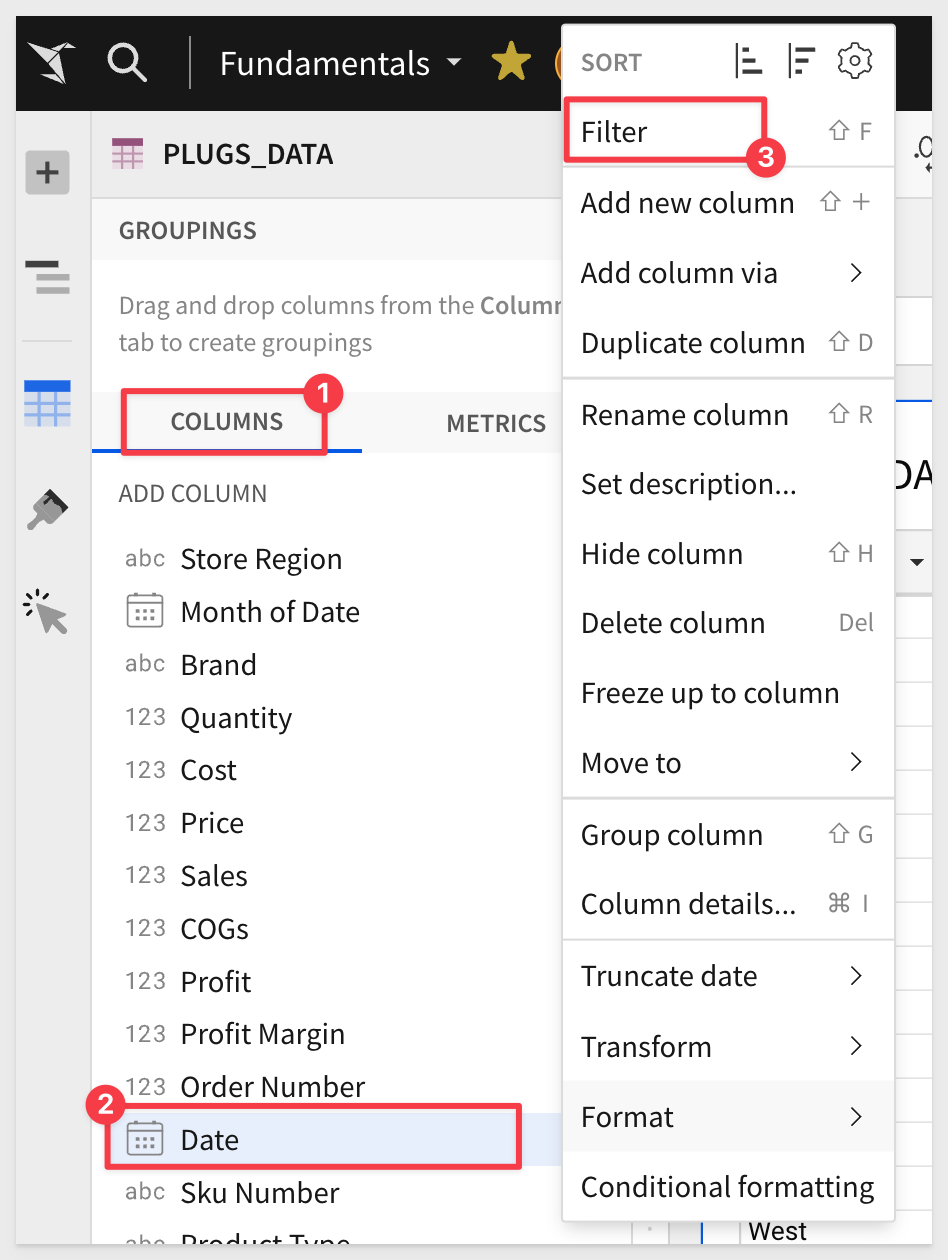 Fundamentals
PLUGS_DATA
GROUPINGS
Drag and drop columns from the Column
tab to create groupings
1
COLUMNS
METRICS
ADD COLUMN
abc Store Region
Month of Date
abc Brand
123 Quantity
123 Cost
123 Price
123 Sales
123 COGs
123 Profit
123 Profit Margin
123 Order Number
2
Date
abc Sku Number
abc Product Type
SORT
Filter ⇧ F
3
Add new column ⇧ +
Add column via
Duplicate column ⇧ D
Rename column ⇧ R
Set description...
Hide column ⇧ H
Delete column Del
Freeze up to column
Move to
Group column ⇧ G
Column details... ⌘ I
Truncate date
Transform
Format
Conditional formatting
DA
West